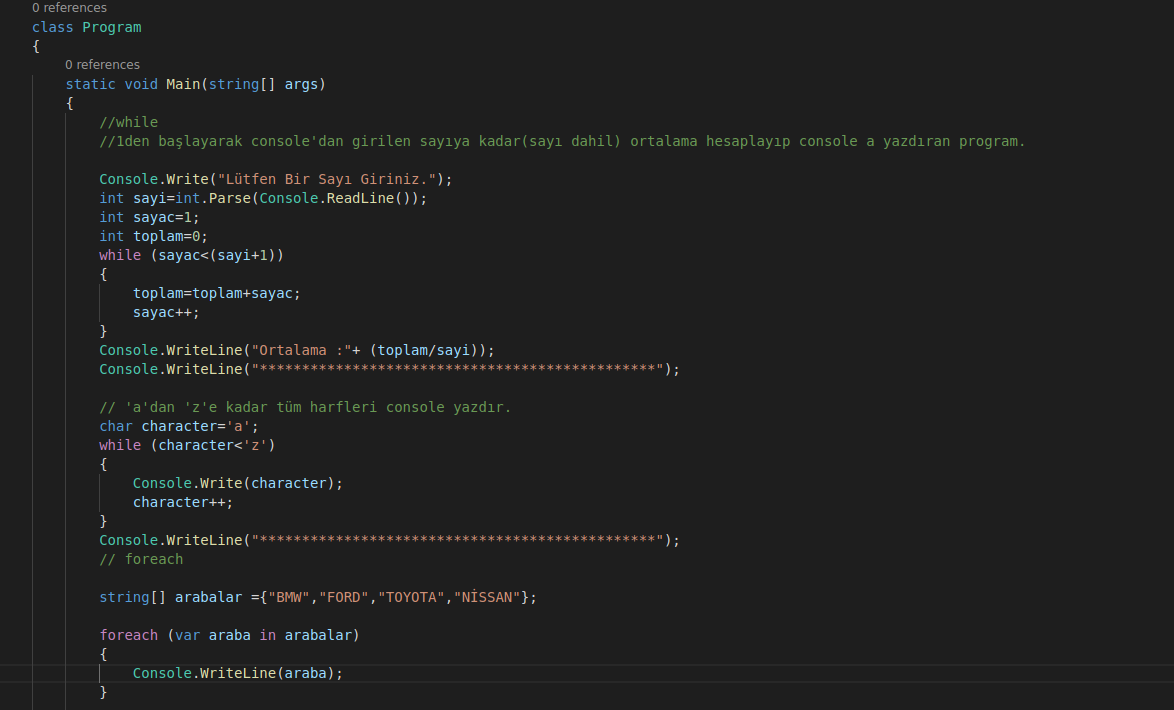 0 references
class Program
{
0 references
static void Main(string[] args)
{
//while
//1den başlayarak console'dan girilen sayıya kadar(sayı dahil) ortalama hesaplayıp console a yazdıran program.
Console.Write("Lütfen Bir Sayı Giriniz.");
int sayi=int.Parse(Console.ReadLine());
int sayac=1;
int toplam=0;
while (sayac<(sayi+1))
{
toplam=toplam+sayac;
sayac++;
}
Console.WriteLine("Ortalama :"+ (toplam/sayi));
Console.WriteLine("***********************************************");
// 'a'dan 'z'e kadar tüm harfleri console yazdır.
char character='a';
while (character<'z')
{
Console.Write(character);
character++;
}
Console.WriteLine("***********************************************");
// foreach
string[] arabalar ={"BMW","FORD","TOYOTA","NİSSAN"};
foreach (var araba in arabalar)
{
Console.WriteLine(araba);
}